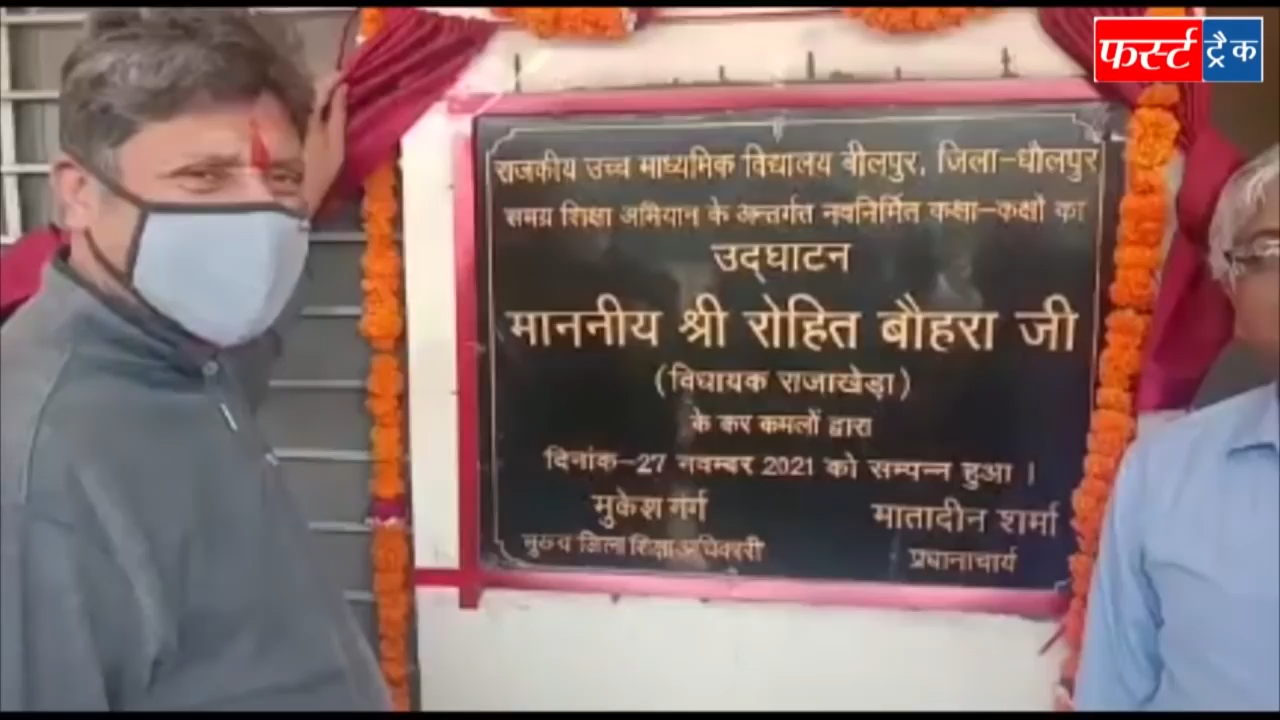 फर्स्ट ट्रैक
राजकीय उच्च माध्यमिक विद्यालय बीलपुर, जिला-धौलपुर
समग्र शिक्षा अभियान के अन्तर्गत नवनिर्मित कक्षा-कक्षों का
उद्घाटन
माननीय श्री रोहित बौहरा जी
(विधायक राजाखेड़ा)
के कर कमलों द्वारा
दिनांक-27 नवम्बर 2021 को सम्पन्न हुआ ।
मुकेश गर्ग
मातादीन शर्मा
मुख्य जिला शिक्षा अधिकारी
प्रधानाचार्य